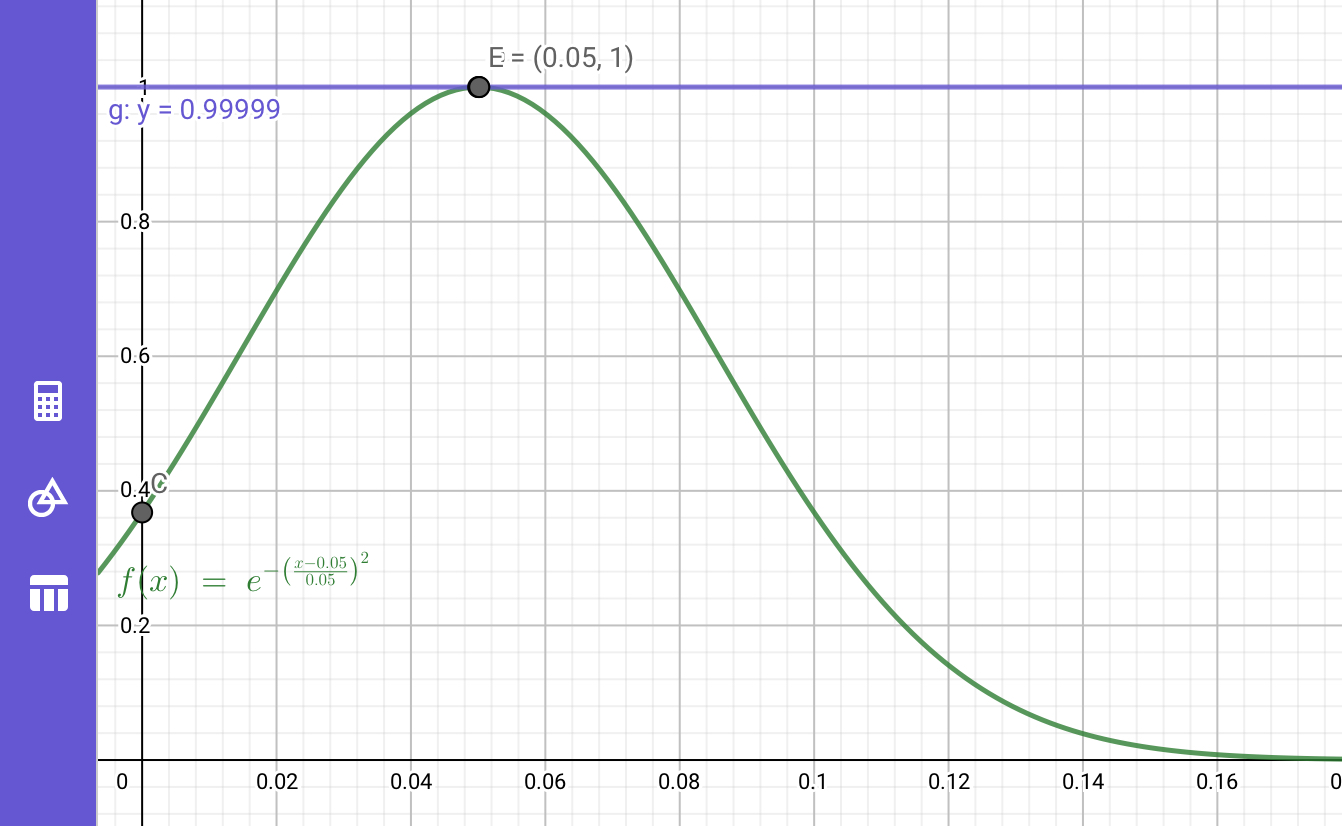 E = (0.05, 1)
1
g: y = 0.99999
0.8
0.6
0.4
C
f(x) = e^{-(\frac{x-0.05}{0.05})^2}
0.2
0 0.02 0.04 0.06 0.08 0.1 0.12 0.14 0.16